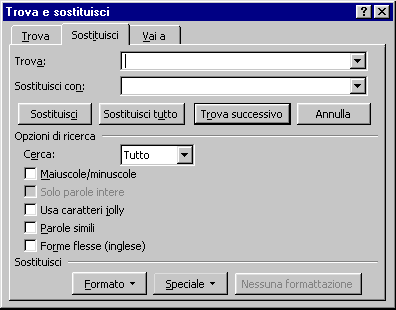 Trova e sostituisci
Trova Sostituisci Vai a
Trova:
Sostituisci con:
Sostituisci Sostituisci tutto Trova successivo Annulla
Opzioni di ricerca
Cerca: Tutto
Maiuscole/minuscole
Solo parole intere
Usa caratteri jolly
Parole simili
Forme flesse (inglese)
Sostituisci
Formato Speciale Nessuna formattazione